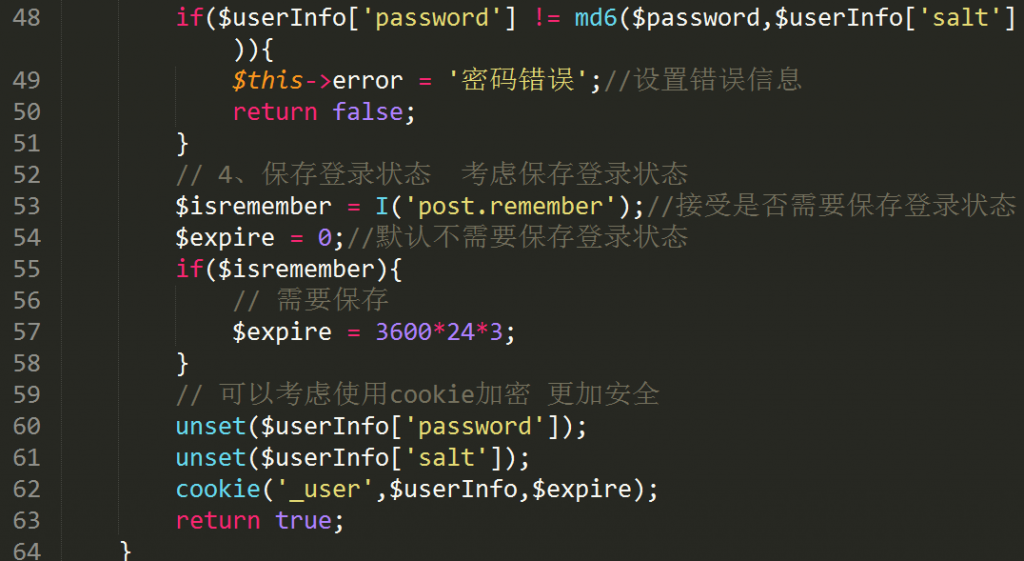 48 if($userInfo['password'] != md6($password,$userInfo['salt']
)){
49 $this->error = '密码错误';//设置错误信息
50 return false;
51 }
52 // 4、保存登录状态  考虑保存登录状态
53 $isremember = I('post.remember');//接受是否需要保存登录状态
54 $expire = 0;//默认不需要保存登录状态
55 if($isremember){
56 // 需要保存
57 $expire = 3600*24*3;
58 }
59 // 可以考虑使用cookie加密 更加安全
60 unset($userInfo['password']);
61 unset($userInfo['salt']);
62 cookie('_user',$userInfo,$expire);
63 return true;
64 }